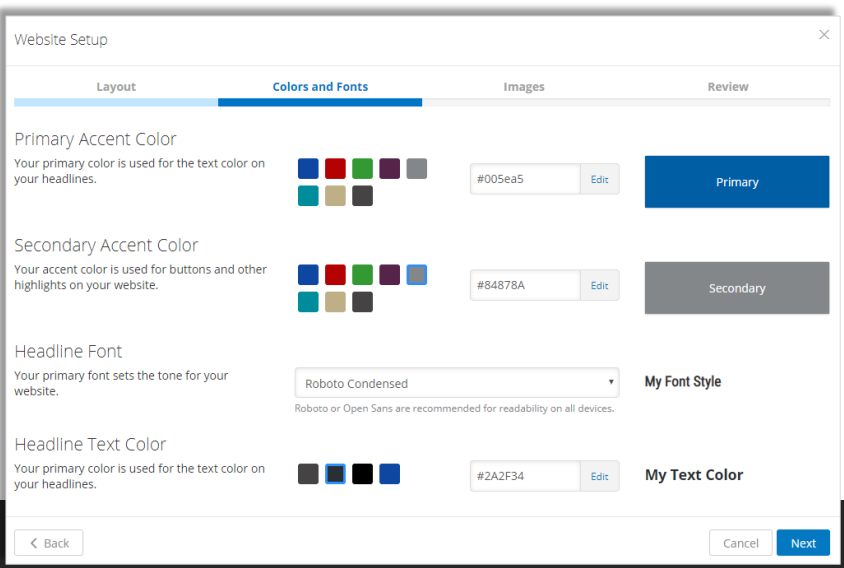 Website Setup
×
Layout
Colors and Fonts
Images
Review
Primary Accent Color
Your primary color is used for the text color on
your headlines.
#005ea5
Edit
Primary
Secondary Accent Color
Your accent color is used for buttons and other
highlights on your website.
#84878A
Edit
Secondary
Headline Font
Your primary font sets the tone for your
website.
Roboto Condensed
Roboto or Open Sans are recommended for readability on all devices.
My Font Style
Headline Text Color
Your primary color is used for the text color on
your headlines.
#2A2F34
Edit
My Text Color
Back
Cancel
Next